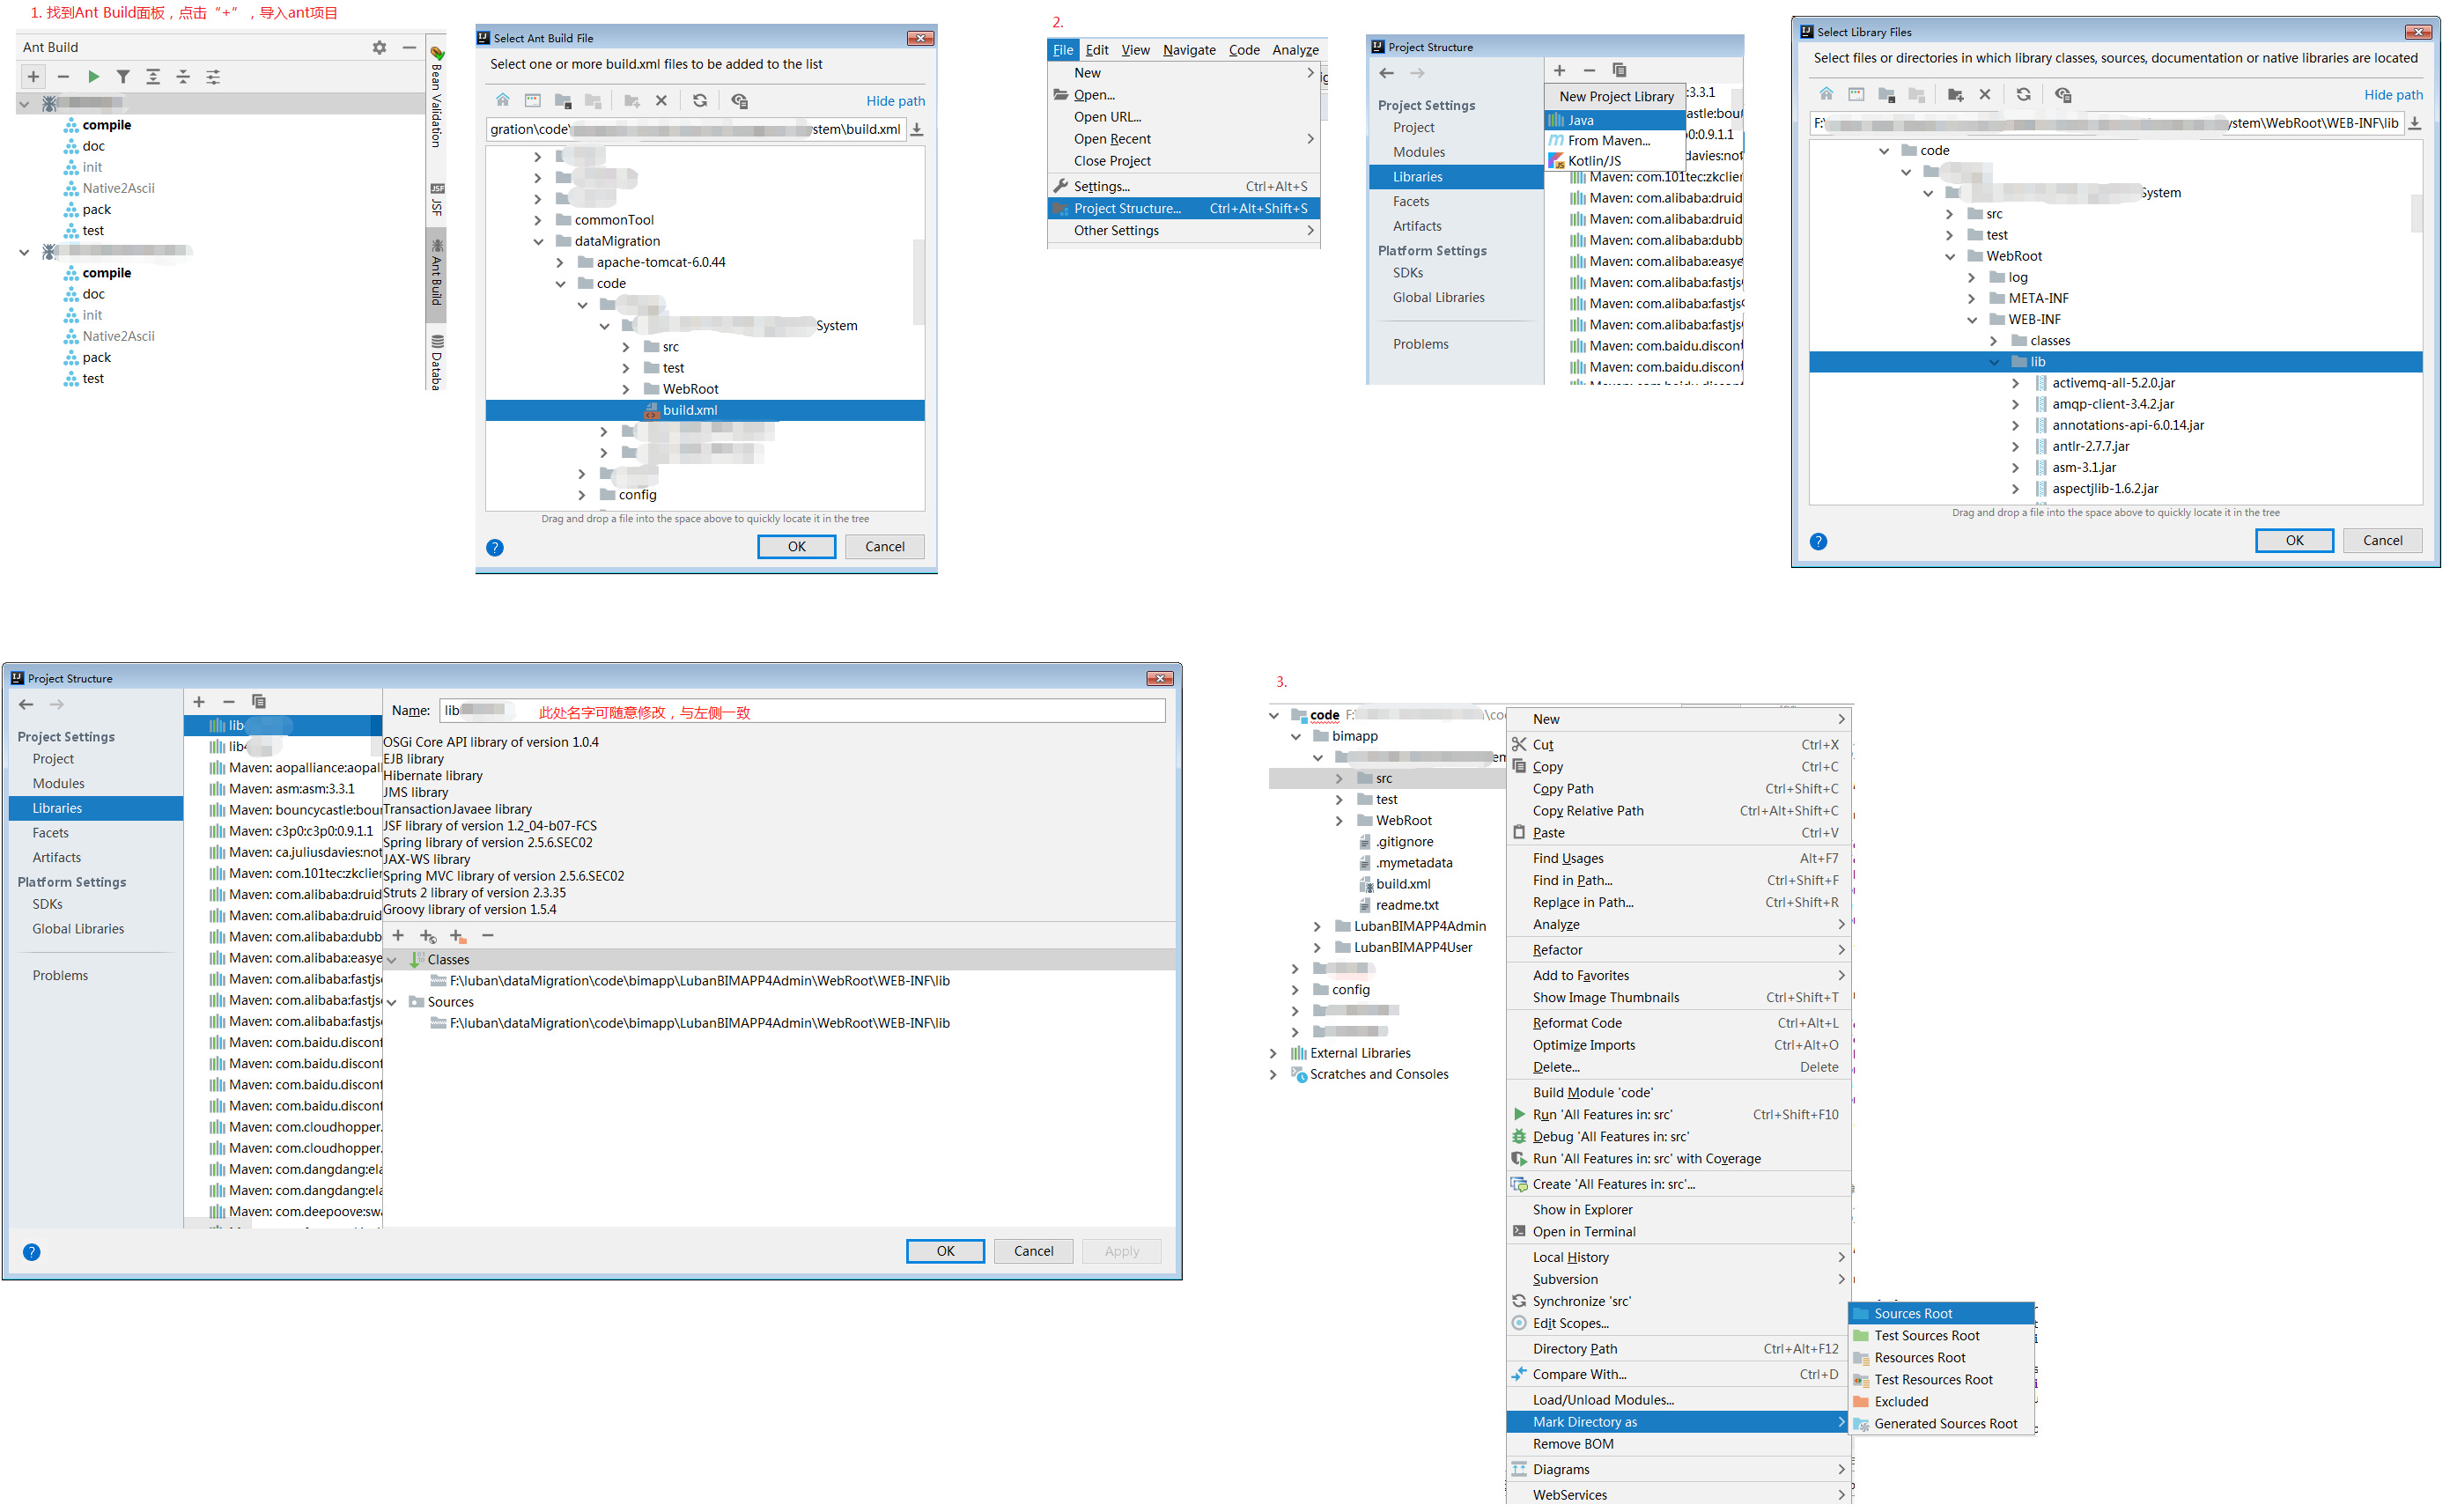 1. 找到Ant Build面板，点击“+”，导入ant项目
Ant Build
compile
doc
init
Native2Ascii
pack
test
compile
doc
init
Native2Ascii
pack
test
Bean Validation
JSF
Ant Build
Databa
Select Ant Build File
Select one or more build.xml files to be added to the list
Hide path
gration\code\ stem\build.xml
commonTool
dataMigration
apache-tomcat-6.0.44
code
System
src
test
WebRoot
build.xml
config
Drag and drop a file into the space above to quickly locate it in the tree
OK
Cancel
2.
File Edit View Navigate Code Analyze
New
Open...
Open URL...
Open Recent
Close Project
Settings... Ctrl+Alt+S
Project Structure... Ctrl+Alt+Shift+S
Other Settings
Project Structure
Project Settings
Project
Modules
Libraries
Facets
Artifacts
Platform Settings
SDKs
Global Libraries
Problems
New Project Library
Java
From Maven...
Kotlin/JS
:3.3.1
astle:bou
0:0.9.1.1
davies:not
Maven: com.101tec:zkclier
Maven: com.alibaba:druid
Maven: com.alibaba:druid
Maven: com.alibaba:dubb
Maven: com.alibaba:easye
Maven: com.alibaba:fastjs
Maven: com.alibaba:fastjs
Maven: com.alibaba:fastjs
Maven: com.baidu.discont
Maven: com.baidu.discont
Select Library Files
Select files or directories in which library classes, sources, documentation or native libraries are located
Hide path
F:\ ystem\WebRoot\WEB-INF\lib
code
System
src
test
WebRoot
log
META-INF
WEB-INF
classes
lib
activemq-all-5.2.0.jar
amqp-client-3.4.2.jar
annotations-api-6.0.14.jar
antlr-2.7.7.jar
asm-3.1.jar
aspectjlib-1.6.2.jar
Drag and drop a file into the space above to quickly locate it in the tree
OK
Cancel
Project Structure
Project Settings
Project
Modules
Libraries
Facets
Artifacts
Platform Settings
SDKs
Global Libraries
Problems
lib
lib
Maven: aopalliance:aopal
Maven: asm:asm:3.3.1
Maven: bouncycastle:bou
Maven: c3p0:c3p0:0.9.1.1
Maven: ca.juliusdavies:not
Maven: com.101tec:zkclier
Maven: com.alibaba:druid
Maven: com.alibaba:druid
Maven: com.alibaba:dubb
Maven: com.alibaba:easye
Maven: com.alibaba:fastjs
Maven: com.alibaba:fastjs
Maven: com.alibaba:fastjs
Maven: com.baidu.discont
Maven: com.baidu.discont
Maven: com.baidu.discont
Maven: com.baidu.discont
Maven: com.cloudhopper.
Maven: com.cloudhopper.
Maven: com.dangdang:ela
Maven: com.dangdang:ela
Maven: com.deepoove:swa
Name: lib 此处名字可随意修改，与左侧一致
OSGi Core API library of version 1.0.4
EJB library
Hibernate library
JMS library
TransactionJavaee library
JSF library of version 1.2_04-b07-FCS
Spring library of version 2.5.6.SEC02
JAX-WS library
Spring MVC library of version 2.5.6.SEC02
Struts 2 library of version 2.3.35
Groovy library of version 1.5.4
Classes
F:\luban\dataMigration\code\bimapp\LubanBIMAPP4Admin\WebRoot\WEB-INF\lib
Sources
F:\luban\dataMigration\code\bimapp\LubanBIMAPP4Admin\WebRoot\WEB-INF\lib
OK
Cancel
Apply
3.
code F:\ \co
bimapp
em
src
test
WebRoot
.gitignore
.mymetadata
build.xml
readme.txt
LubanBIMAPP4Admin
LubanBIMAPP4User
config
External Libraries
Scratches and Consoles
New
Cut Ctrl+X
Copy Ctrl+C
Copy Path Ctrl+Shift+C
Copy Relative Path Ctrl+Alt+Shift+C
Paste Ctrl+V
Find Usages Alt+F7
Find in Path... Ctrl+Shift+F
Replace in Path... Ctrl+Shift+R
Analyze
Refactor
Add to Favorites
Show Image Thumbnails Ctrl+Shift+T
Reformat Code Ctrl+Alt+L
Optimize Imports Ctrl+Alt+O
Delete... Delete
Build Module 'code'
Run 'All Features in: src' Ctrl+Shift+F10
Debug 'All Features in: src'
Run 'All Features in: src' with Coverage
Create 'All Features in: src'...
Show in Explorer
Open in Terminal
Local History
Subversion
Synchronize 'src'
Edit Scopes...
Directory Path Ctrl+Alt+F12
Compare With... Ctrl+D
Load/Unload Modules...
Mark Directory as
Remove BOM
Diagrams
WebServices
Sources Root
Test Sources Root
Resources Root
Test Resources Root
Excluded
Generated Sources Root